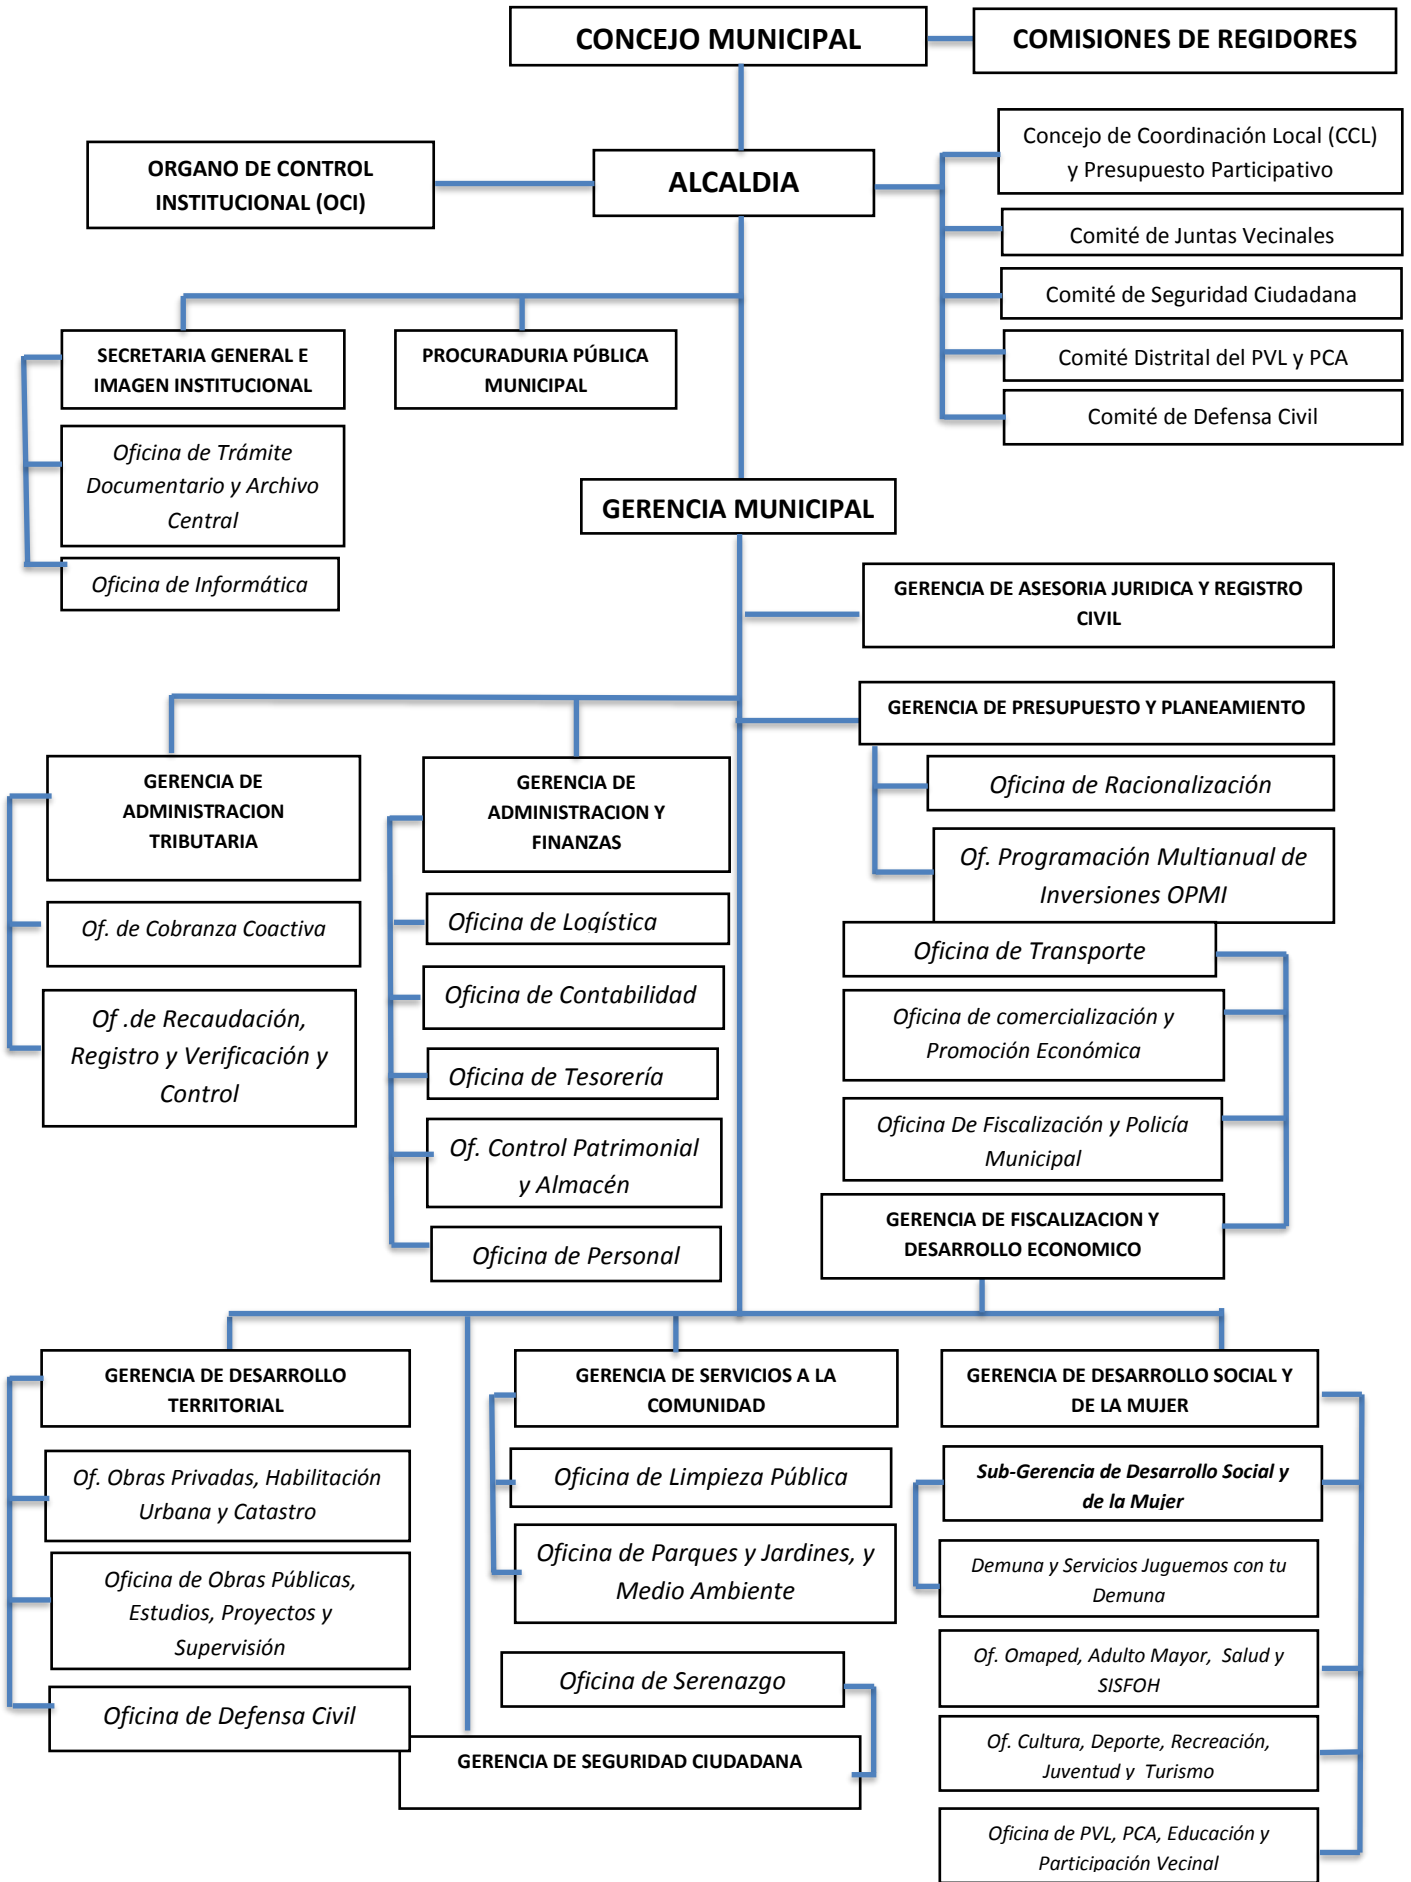 CONCEJO MUNICIPAL
COMISIONES DE REGIDORES
Concejo de Coordinación Local (CCL)
y Presupuesto Participativo
ORGANO DE CONTROL
INSTITUCIONAL (OCI)
ALCALDIA
Comité de Juntas Vecinales
Comité de Seguridad Ciudadana
Comité Distrital del PVL y PCA
Comité de Defensa Civil
SECRETARIA GENERAL E
IMAGEN INSTITUCIONAL
PROCURADURIA PÚBLICA
MUNICIPAL
Oficina de Trámite
Documentario y Archivo
Central
Oficina de Informática
GERENCIA MUNICIPAL
GERENCIA DE ASESORIA JURIDICA Y REGISTRO
CIVIL
GERENCIA DE PRESUPUESTO Y PLANEAMIENTO
Oficina de Racionalización
Of. Programación Multianual de
Inversiones OPMI
GERENCIA DE
ADMINISTRACION
TRIBUTARIA
Of. de Cobranza Coactiva
Of .de Recaudación,
Registro y Verificación y
Control
GERENCIA DE
ADMINISTRACION Y
FINANZAS
Oficina de Logística
Oficina de Contabilidad
Oficina de Tesorería
Of. Control Patrimonial
y Almacén
Oficina de Personal
Oficina de Transporte
Oficina de comercialización y
Promoción Económica
Oficina De Fiscalización y Policía
Municipal
GERENCIA DE FISCALIZACION Y
DESARROLLO ECONOMICO
GERENCIA DE DESARROLLO
TERRITORIAL
Of. Obras Privadas, Habilitación
Urbana y Catastro
Oficina de Obras Públicas,
Estudios, Proyectos y
Supervisión
Oficina de Defensa Civil
GERENCIA DE SERVICIOS A LA
COMUNIDAD
Oficina de Limpieza Pública
Oficina de Parques y Jardines, y
Medio Ambiente
Oficina de Serenazgo
GERENCIA DE SEGURIDAD CIUDADANA
GERENCIA DE DESARROLLO SOCIAL Y
DE LA MUJER
Sub-Gerencia de Desarrollo Social y
de la Mujer
Demuna y Servicios Juguemos con tu
Demuna
Of. Omaped, Adulto Mayor, Salud y
SISFOH
Of. Cultura, Deporte, Recreación,
Juventud y Turismo
Oficina de PVL, PCA, Educación y
Participación Vecinal